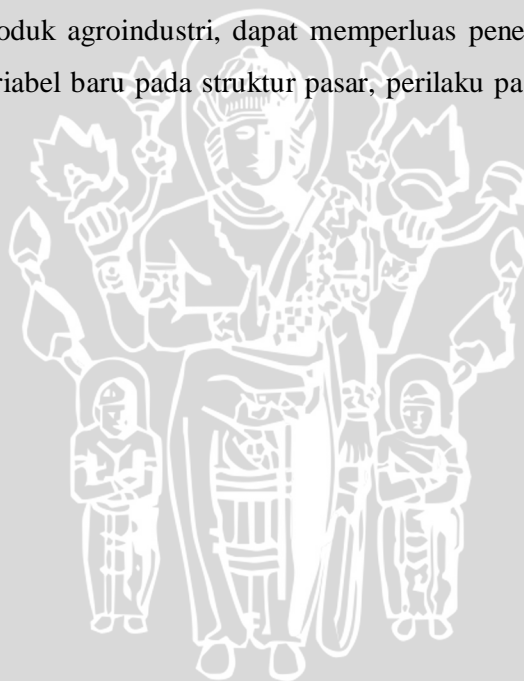 oduk agroindustri, dapat memperluas pene
riabel baru pada struktur pasar, perilaku pa